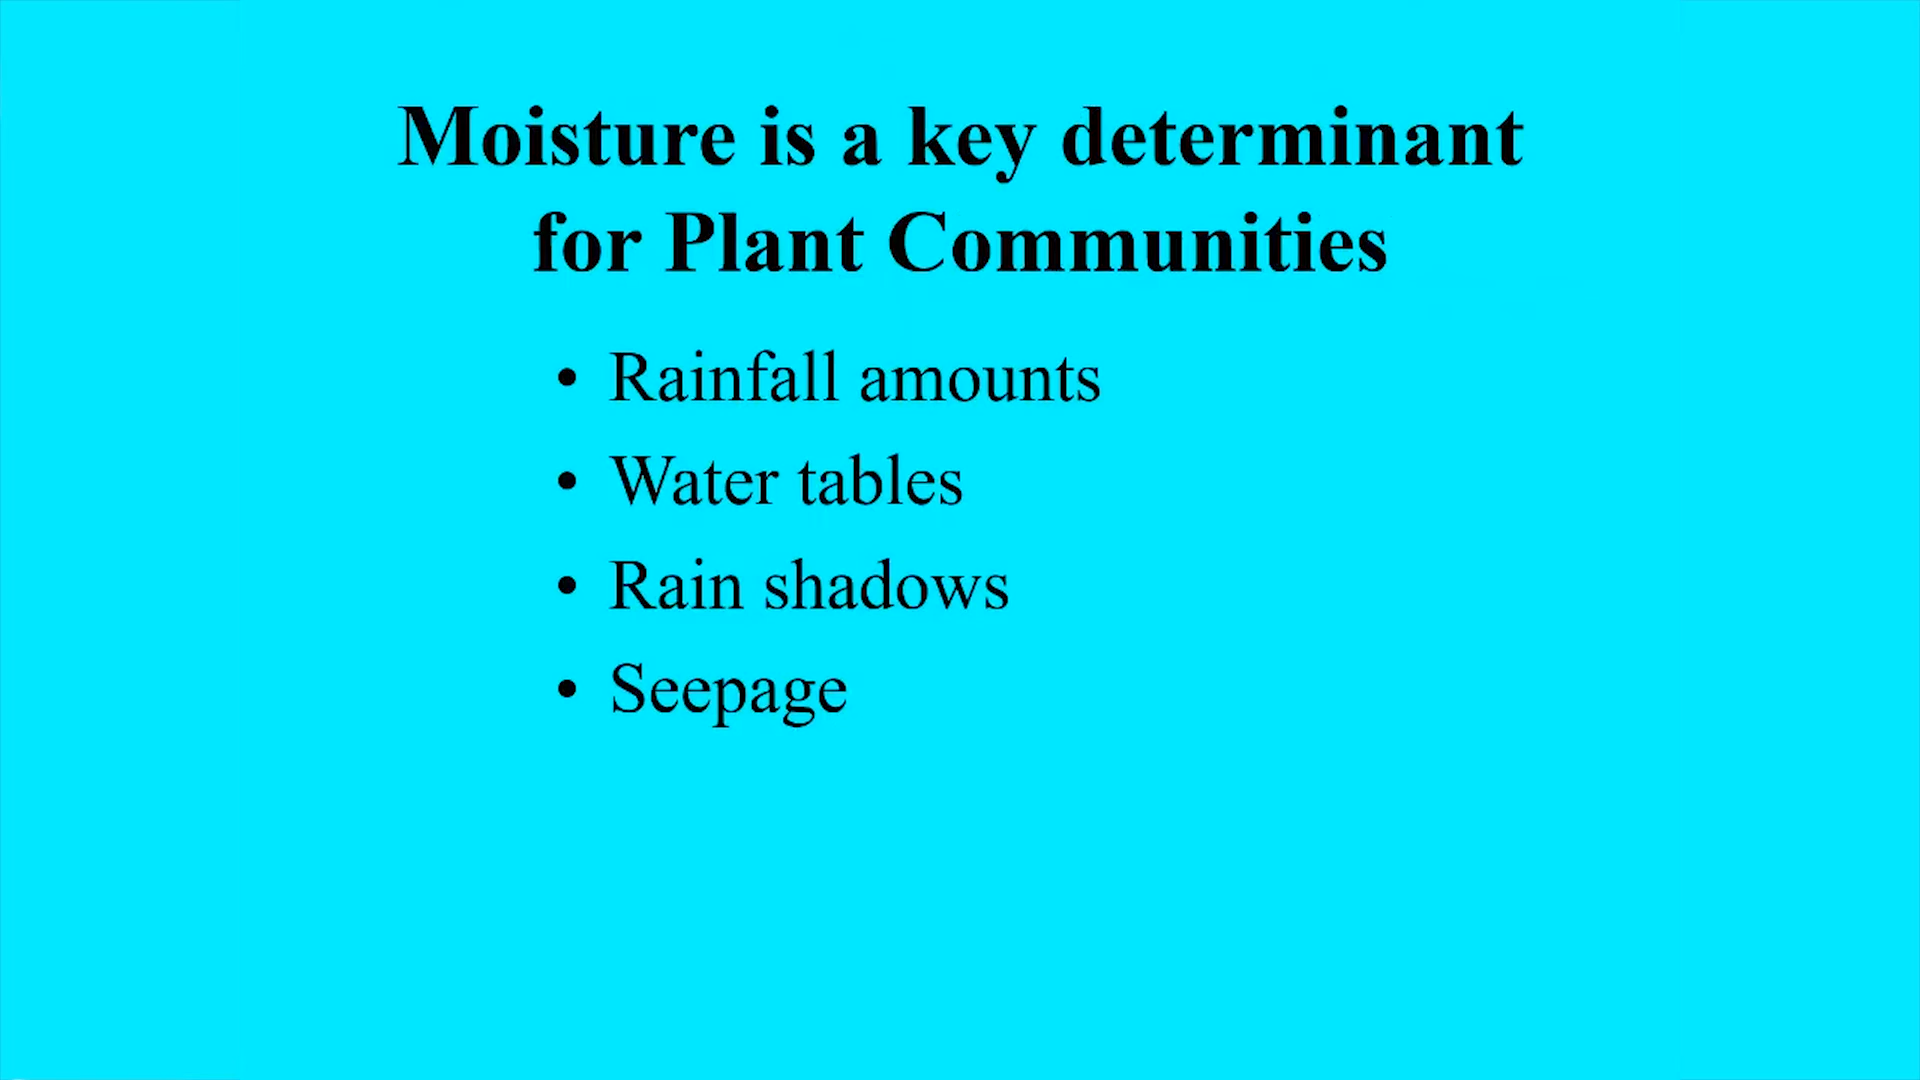 Moisture is a key determinant
for Plant Communities
• Rainfall amounts
• Water tables
• Rain shadows
• Seepage